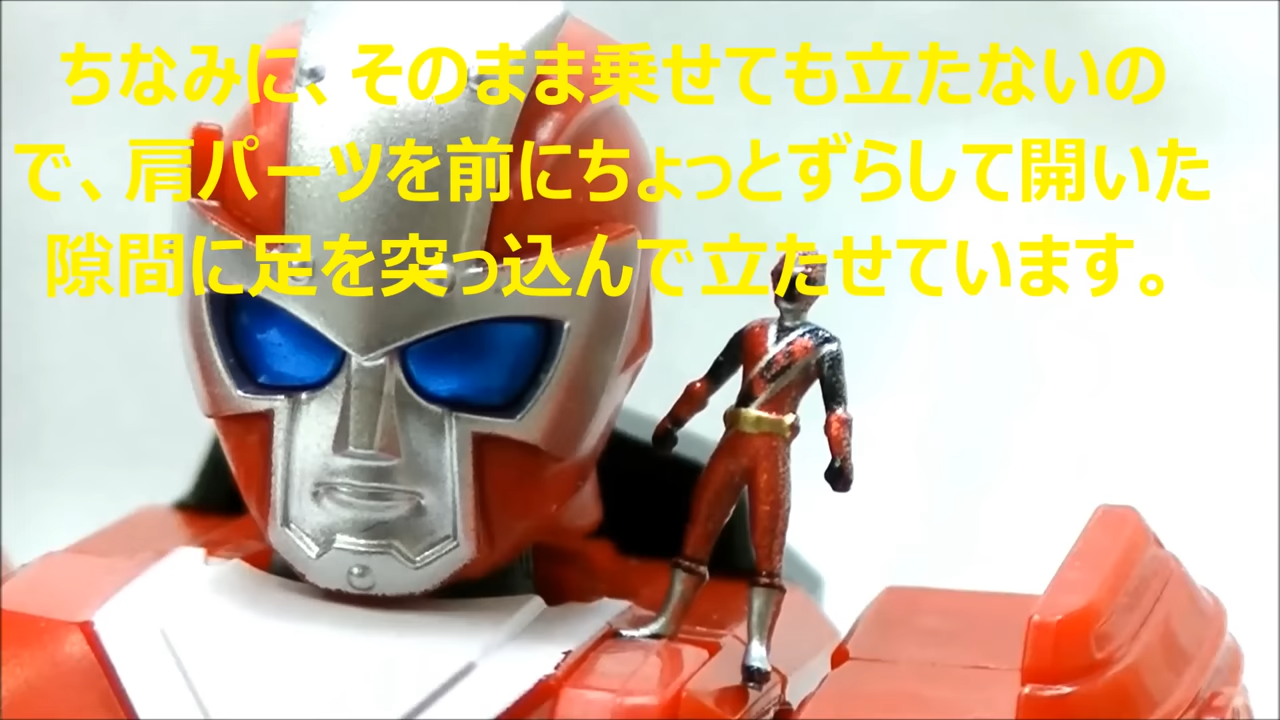 ちなみに、そのまま乗せても立たないの
で、肩パーツを前にちょっとずらして開いた
隙間に足を突っ込んで立たせています。